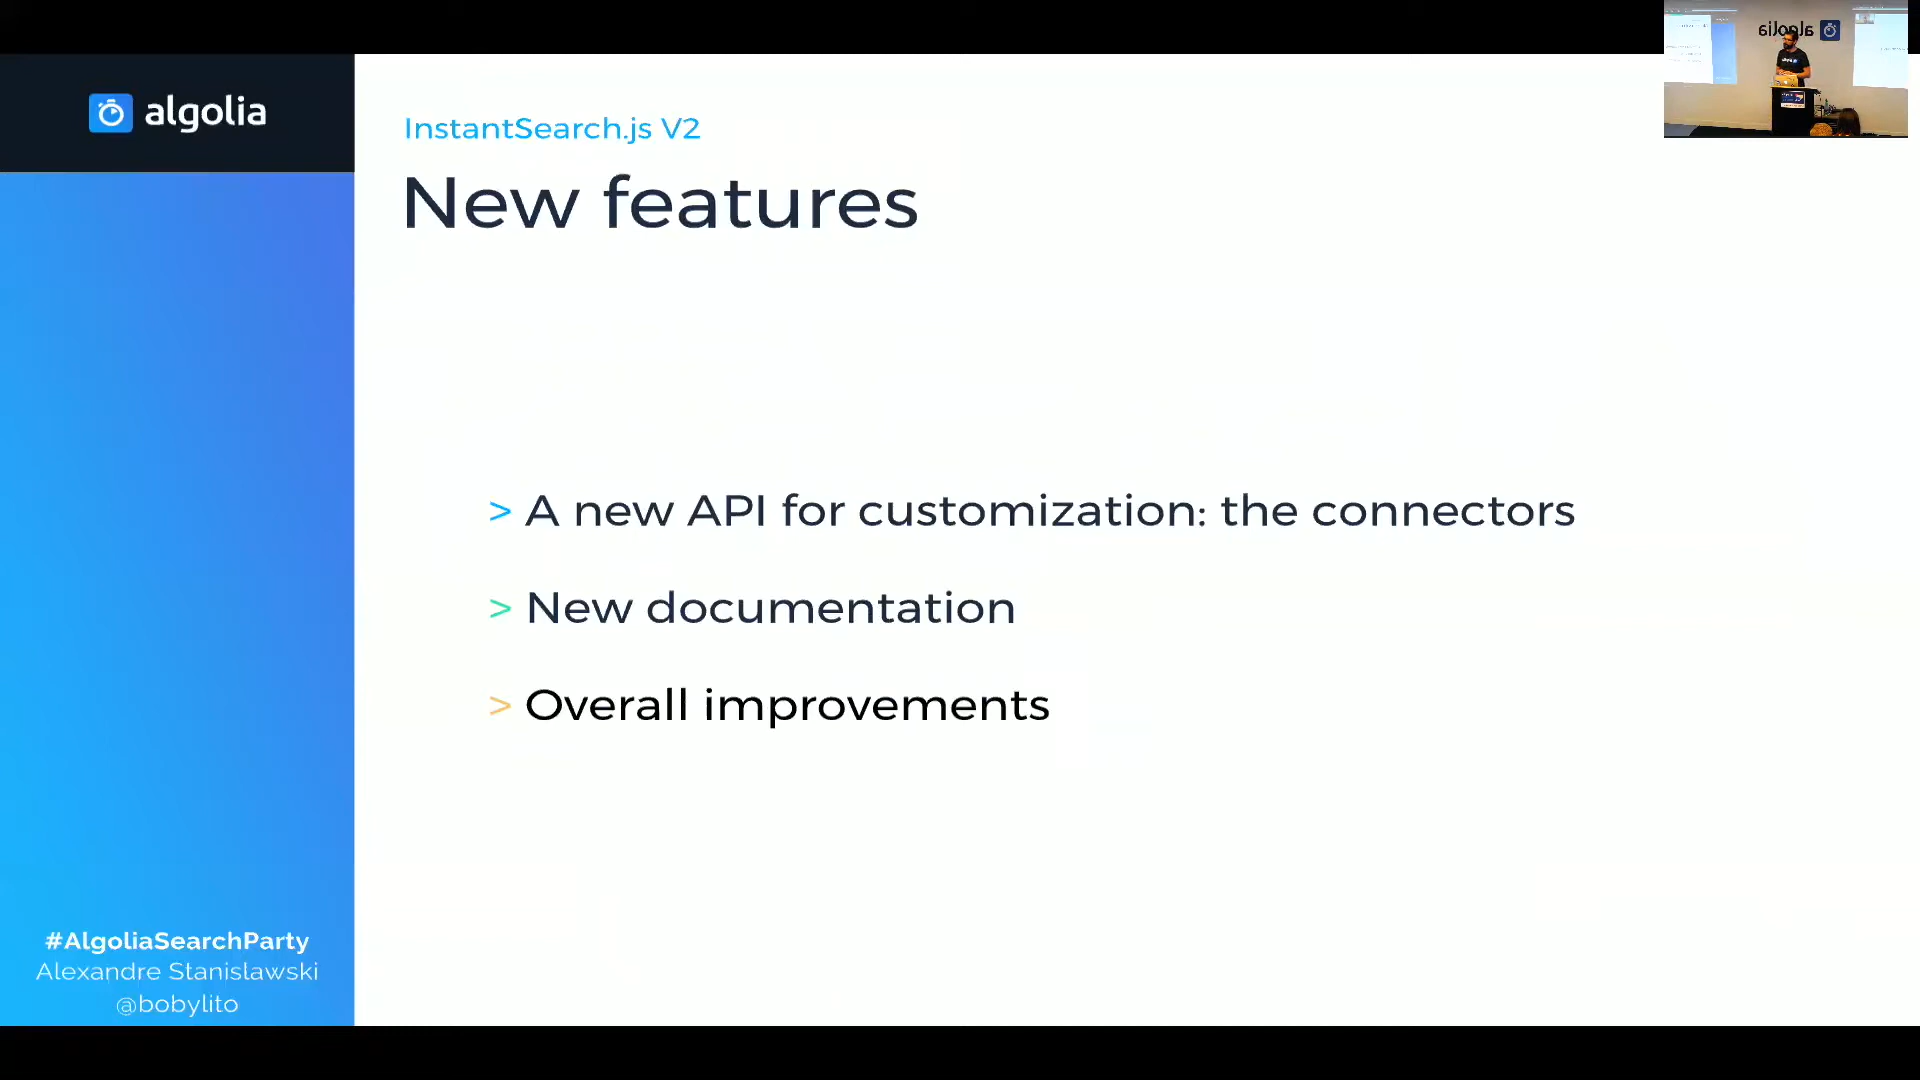 algolia
InstantSearch.js V2
New features
> A new API for customization: the connectors
> New documentation
> Overall improvements
#AlgoliaSearchParty
Alexandre Stanislawski
@bobylito
algolia